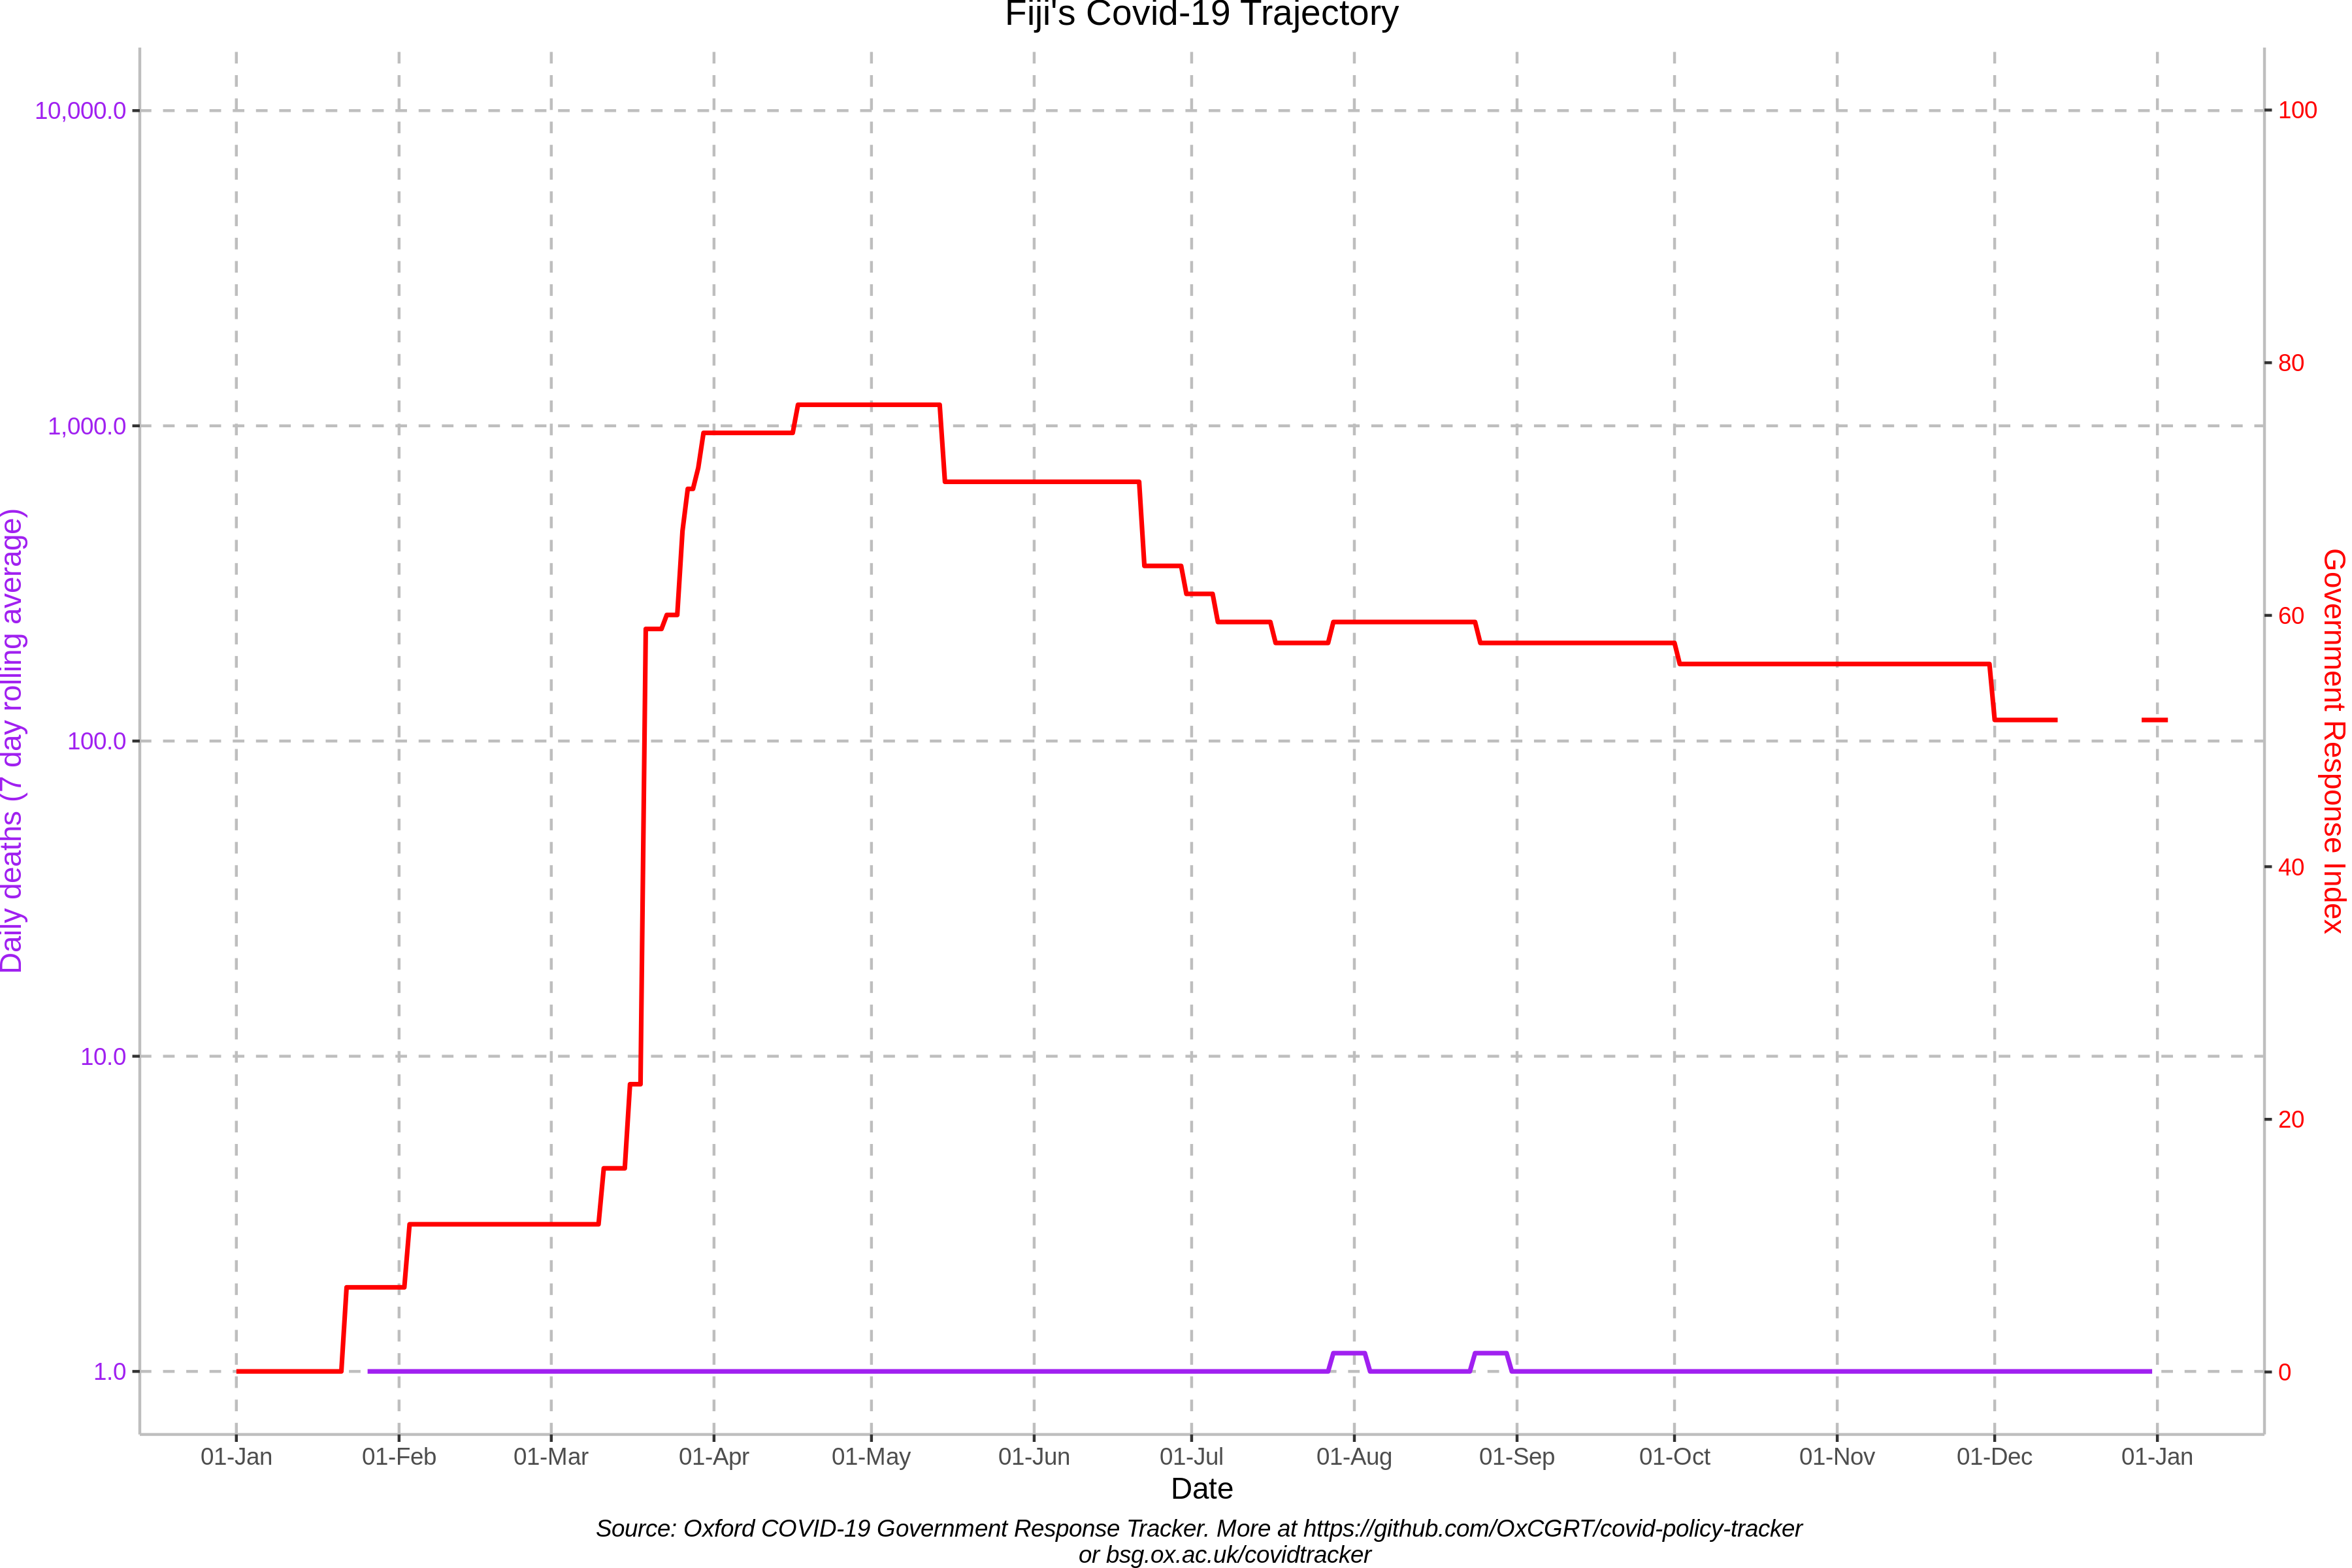 Fiji's Covid-19 Trajectory
10,000.0
1,000.0
100.0
10.0
1.0
Daily deaths (7 day rolling average)
100
80
60
40
20
0
Government Response Index
01-Jan 01-Feb 01-Mar 01-Apr 01-May 01-Jun 01-Jul 01-Aug 01-Sep 01-Oct 01-Nov 01-Dec 01-Jan
Date
Source: Oxford COVID-19 Government Response Tracker. More at https://github.com/OxCGRT/covid-policy-tracker
or bsg.ox.ac.uk/covidtracker